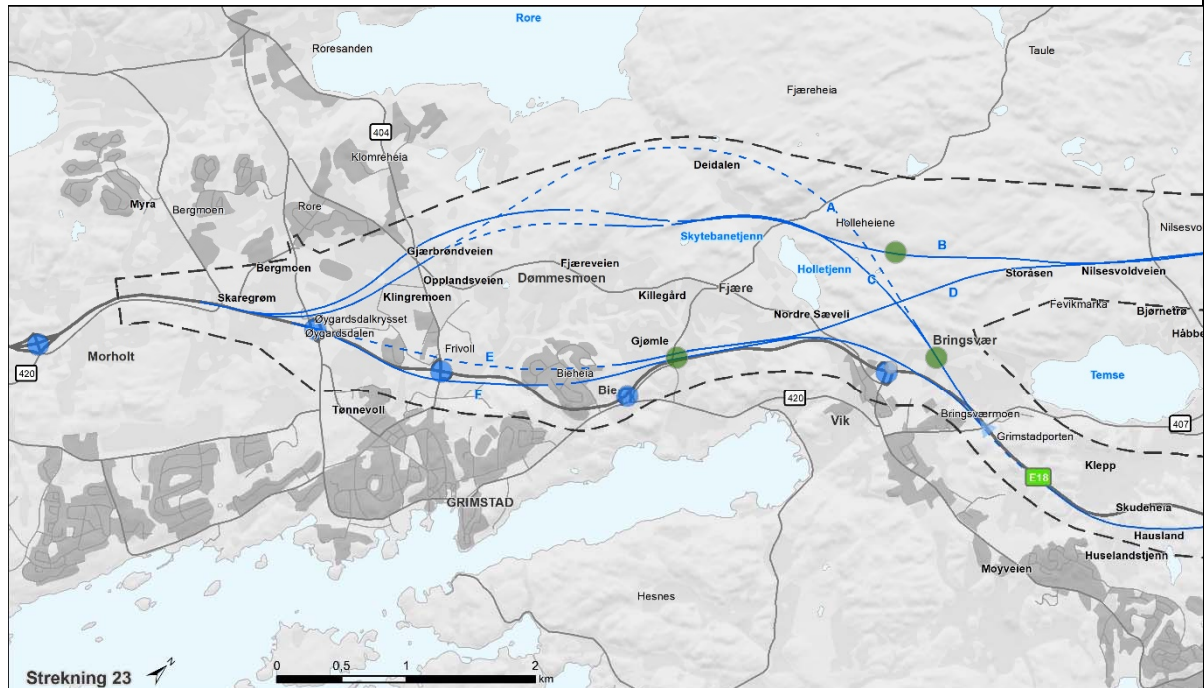 Rore
Roresanden
Taule
Fjæreheia
404
Klomreheia
Deidalen
Myra
Bergmoen
Rore
A
Holleheiene
Nilsesvo
Skytebanetjenn
B
Gjærbrøndveien
Fjæreveien
Bergmoen
Opplandsveien
Dømmesmoen
Holletjenn
C
Storåsen
Nilsesvoldveien
Klingremoen
Killegård
Fjære
D
Skaregrøm
Fevikmarka
Bjørnetrø
Nordre Sæveli
Øygardsdalkrysset
Øygardsdalen
Håbbe
Frivoll
Gjømle
Bringsvær
Morholt
E
420
Bieheia
Temse
F
Bie
420
Tønnevoll
Vik
Bringsværmoen
407
Grimstadporten
Klepp
E18
GRIMSTAD
Skudeheia
Hausland
Huselandstjenn
Moyveien
Hesnes
Strekning 23
N
0 0,5 1 2
km